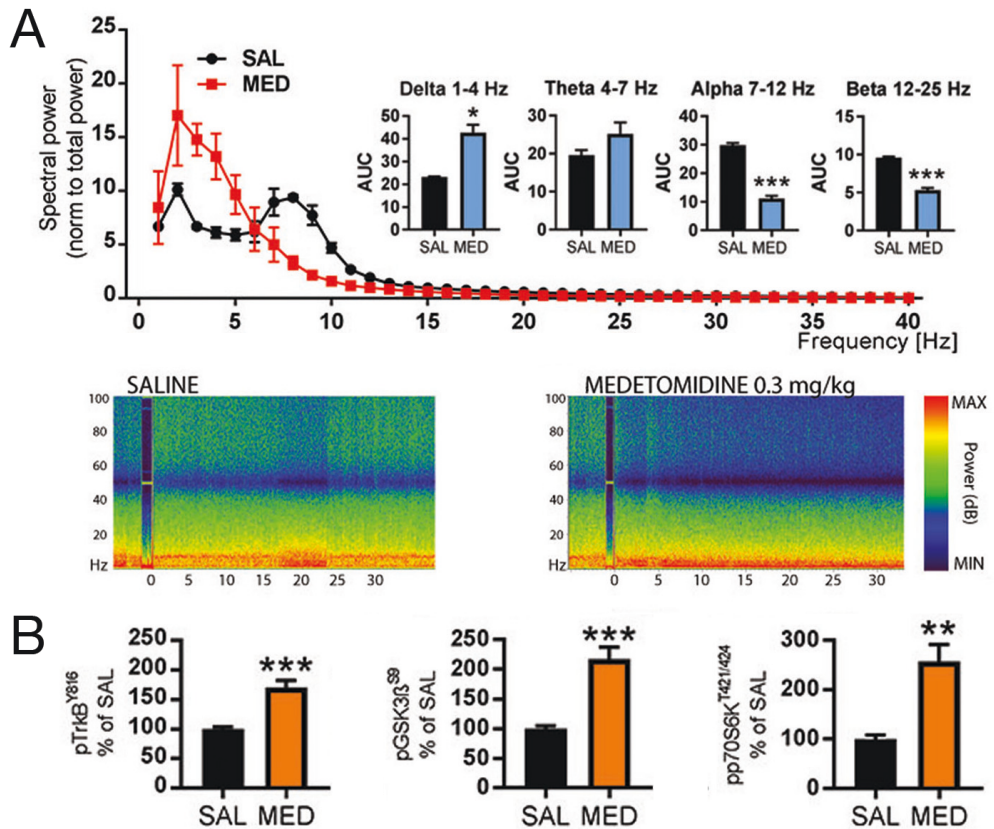 A
Spectral power
(norm to total power)
25
20
15
10
5
0
SAL
MED
Delta 1-4 Hz
AUC
50
40
30
20
10
0
*
SAL MED
Theta 4-7 Hz
AUC
30
20
10
0
SAL MED
Alpha 7-12 Hz
AUC
40
30
20
10
0
***
SAL MED
Beta 12-25 Hz
AUC
15
10
5
0
***
SAL MED
0 5 10 15 20 25 30 35 40
Frequency [Hz]
SALINE
100
80
60
40
20
Hz
0 5 10 15 20 25 30
MEDETOMIDINE 0.3 mg/kg
100
80
60
40
20
Hz
0 5 10 15 20 25 30
MAX
Power (dB)
MIN
B
pTrkB^Y816
% of SAL
250
200
150
100
50
0
***
SAL MED
pGSK3ß^S9
% of SAL
250
200
150
100
50
0
***
SAL MED
pp70S6K^T421/424
% of SAL
300
200
100
0
**
SAL MED